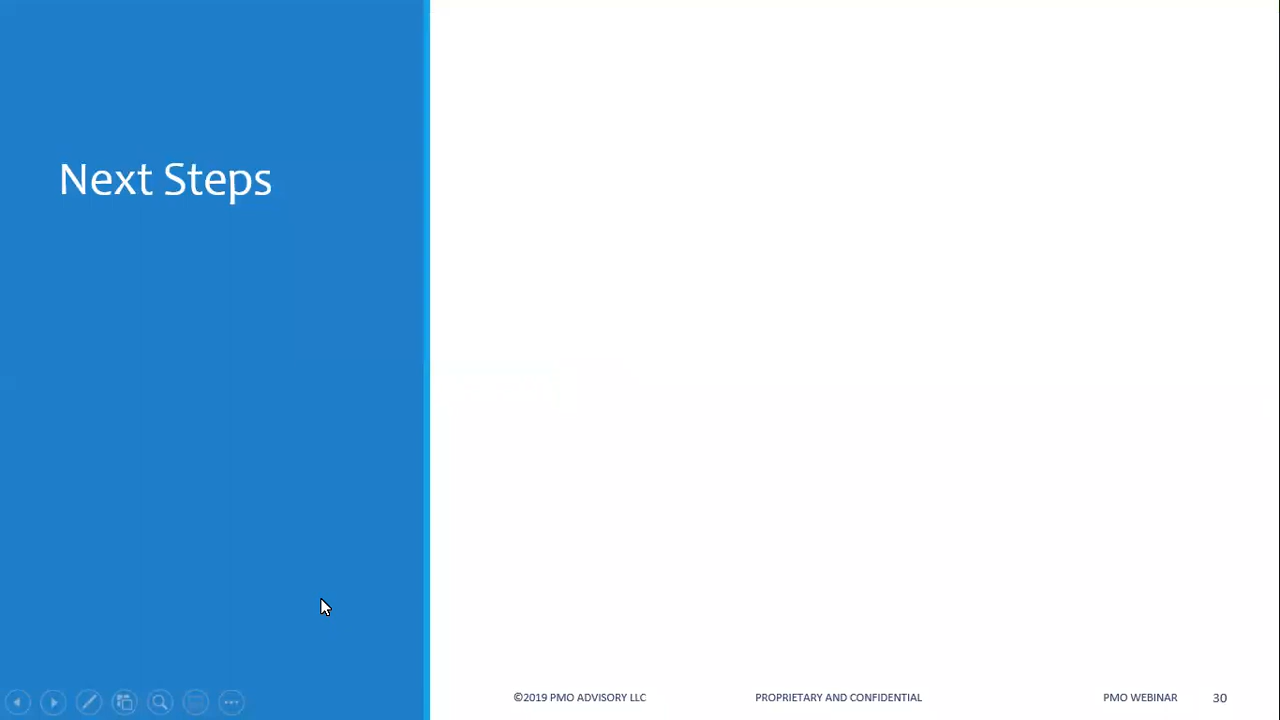 Next Steps
©2019 PMO ADVISORY LLC PROPRIETARY AND CONFIDENTIAL PMO WEBINAR 30